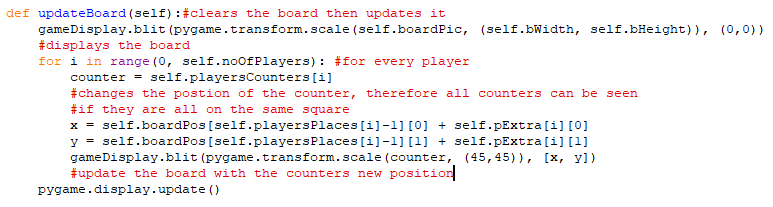 def updateBoard(self):#clears the board then updates it
    gameDisplay.blit(pygame.transform.scale(self.boardPic, (self.bWidth, self.bHeight)), (0,0))
    #displays the board
    for i in range(0, self.noOfPlayers): #for every player
        counter = self.playersCounters[i]
        #changes the postion of the counter, therefore all counters can be seen
        #if they are all on the same square
        x = self.boardPos[self.playersPlaces[i]-1][0] + self.pExtra[i][0]
        y = self.boardPos[self.playersPlaces[i]-1][1] + self.pExtra[i][1]
        gameDisplay.blit(pygame.transform.scale(counter, (45,45)), [x, y])
        #update the board with the counters new position
    pygame.display.update()